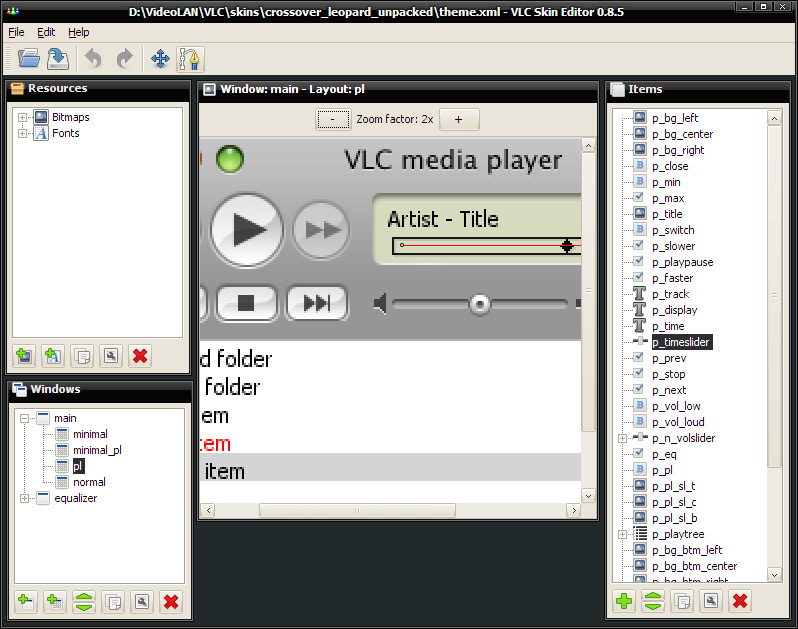 D:\VideoLAN\VLC\skins\crossover_leopard_unpacked\theme.xml - VLC Skin Editor 0.8.5
File Edit Help
Resources
Bitmaps
Fonts
Windows
main
minimal
minimal_pl
pl
normal
equalizer
Window: main - Layout: pl
- Zoom factor: 2x +
VLC media player
Artist - Title
d folder
folder
em
item
item
Items
p_bg_left
p_bg_center
p_bg_right
p_close
p_min
p_max
p_title
p_switch
p_slower
p_playpause
p_faster
p_track
p_display
p_time
p_timeslider
p_prev
p_stop
p_next
p_vol_low
p_vol_loud
p_n_volslider
p_eq
p_pl
p_pl_sl_t
p_pl_sl_c
p_pl_sl_b
p_playtree
p_bg_btm_left
p_bg_btm_center
p_bg_btm_right